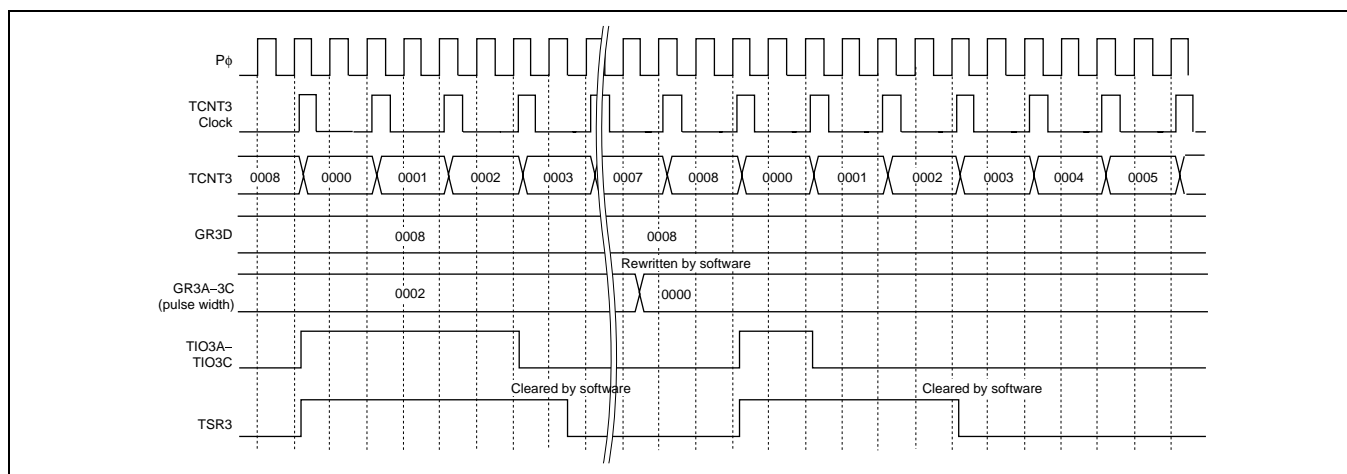 Pϕ
TCNT3
Clock
TCNT3 0008 0000 0001 0002 0003 0007 0008 0000 0001 0002 0003 0004 0005
GR3D 0008 0008
Rewritten by software
GR3A–3C
(pulse width) 0002 0000
TIO3A–
TIO3C
Cleared by software Cleared by software
TSR3